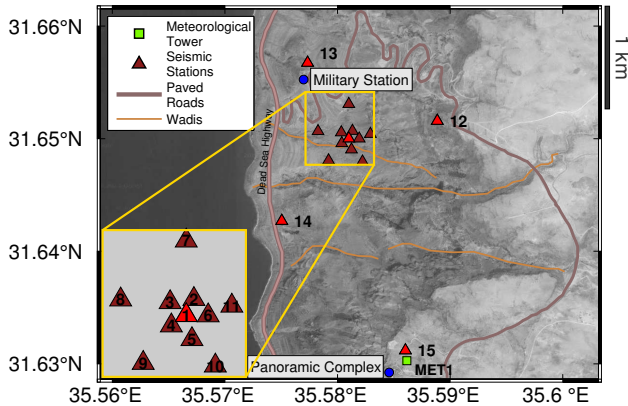 31.66°N
31.65°N
31.64°N
31.63°N
Meteorological
Tower
Seismic
Stations
Paved
Roads
Wadis
13
Military Station
12
1 km
Dead Sea Highway
14
7
8
3
2
11
1
6
4
5
9
10
15
MET1
Panoramic Complex
35.56°E
35.57°E
35.58°E
35.59°E
35.6°E